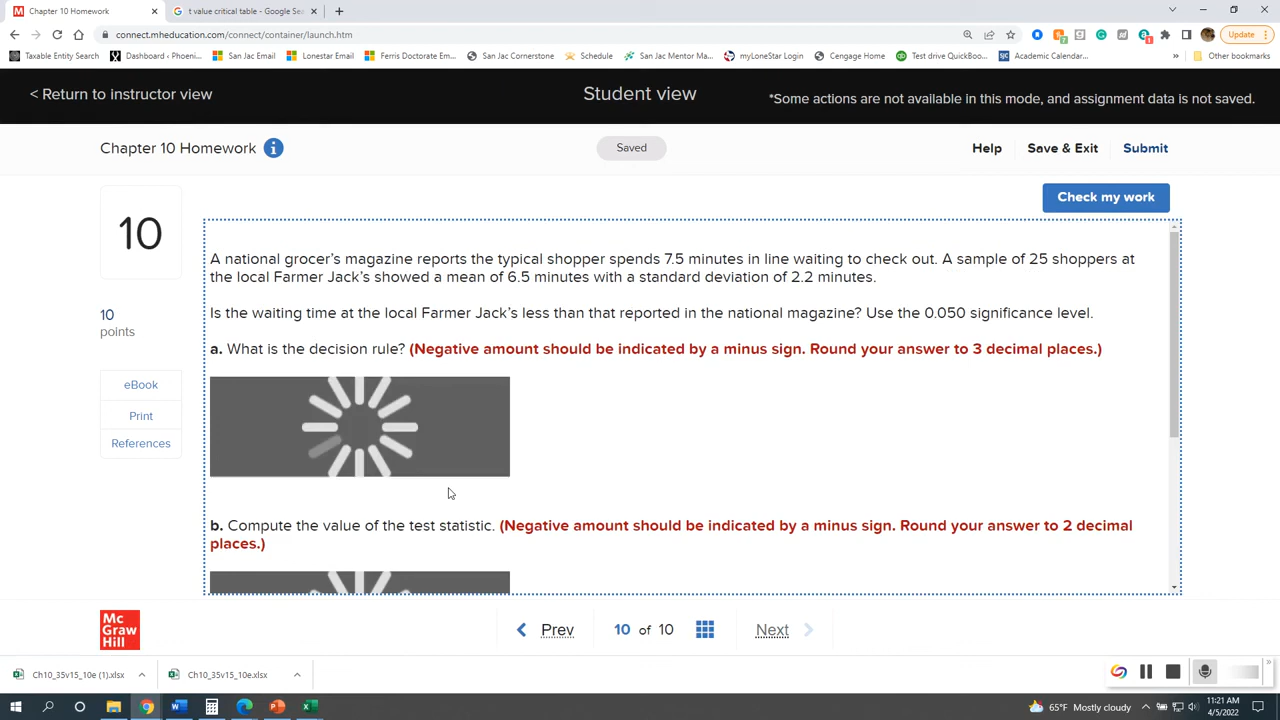 Chapter 10 Homework
t value critical table - Google Sea
connect.mheducation.com/connect/container/launch.htm
Update
Taxable Entity Search
Dashboard ‹ Phoeni...
San Jac Email
Lonestar Email
Ferris Doctorate Em...
San Jac Cornerstone
Schedule
San Jac Mentor Ma...
myLoneStar Login
Cengage Home
Test drive QuickBoo...
Academic Calendar...
»
Other bookmarks
< Return to instructor view
Student view
*Some actions are not available in this mode, and assignment data is not saved.
Chapter 10 Homework
Saved
Help
Save & Exit
Submit
Check my work
10
10
points
eBook
Print
References
A national grocer's magazine reports the typical shopper spends 7.5 minutes in line waiting to check out. A sample of 25 shoppers at
the local Farmer Jack's showed a mean of 6.5 minutes with a standard deviation of 2.2 minutes.
Is the waiting time at the local Farmer Jack's less than that reported in the national magazine? Use the 0.050 significance level.
a. What is the decision rule? (Negative amount should be indicated by a minus sign. Round your answer to 3 decimal places.)
b. Compute the value of the test statistic. (Negative amount should be indicated by a minus sign. Round your answer to 2 decimal
places.)
Mc
Graw
Hill
Prev
10 of 10
Next
Ch10_35v15_10e (1).xlsx
Ch10_35v15_10e.xlsx
65°F Mostly cloudy
11:21 AM
4/5/2022